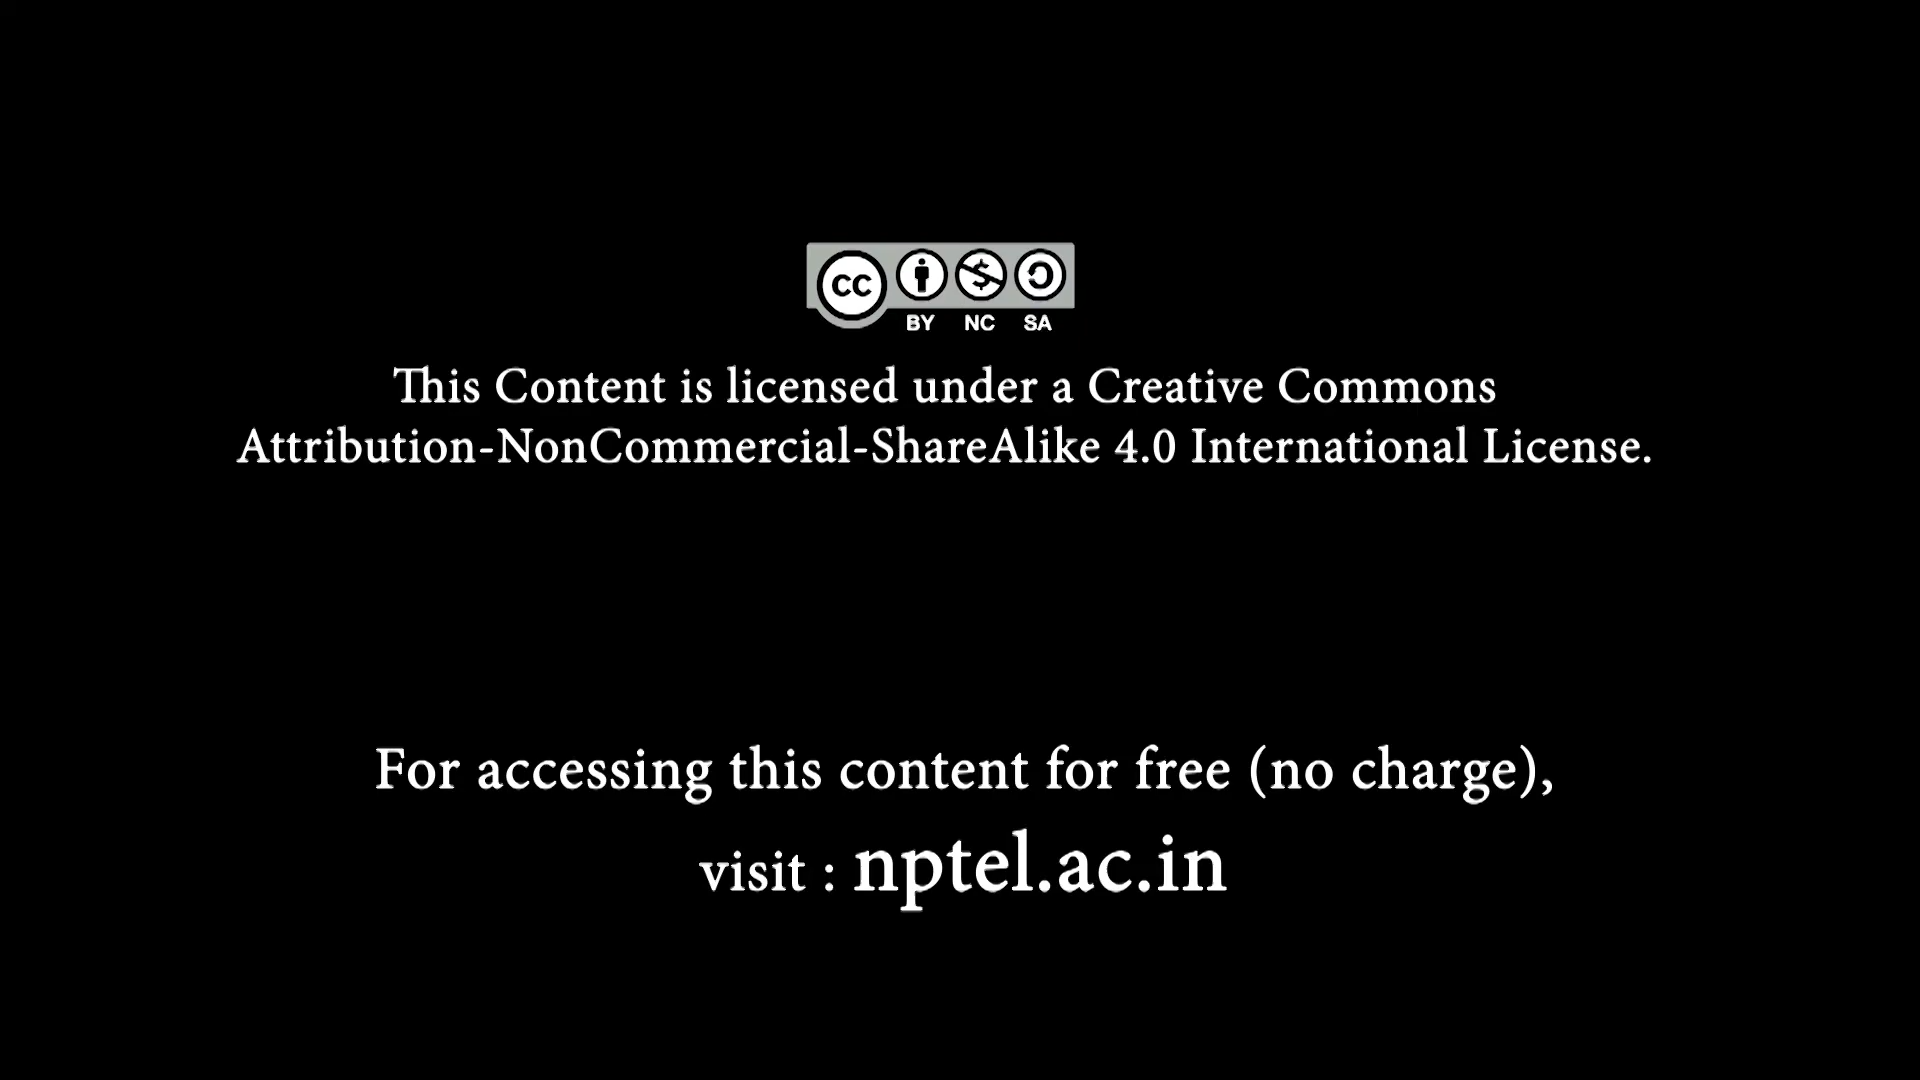 CC BY NC SA
This Content is licensed under a Creative Commons
Attribution-NonCommercial-ShareAlike 4.0 International License.
For accessing this content for free (no charge),
visit : nptel.ac.in